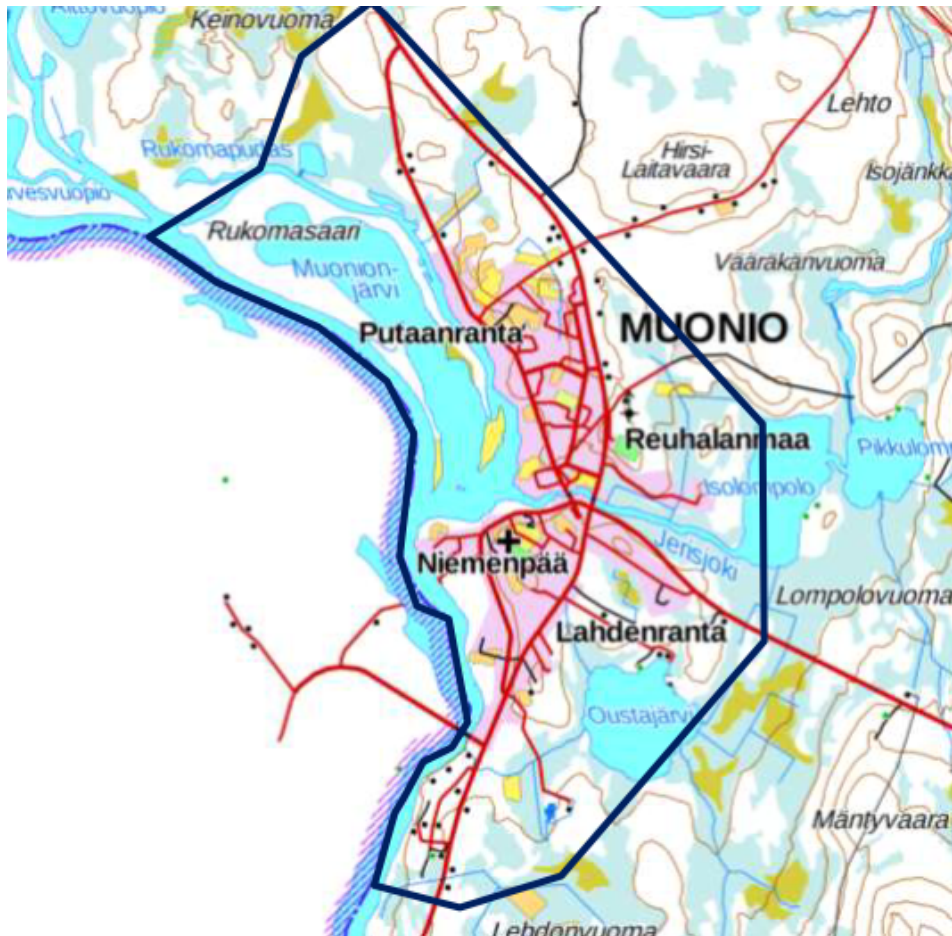 Keinovuoma
Lehto
Rukomapudas
Hirsi-
Laitavaara
Isojänkkä
Rukomasaari
Muonion-
järvi
Vaarakanvuoma
Putaanranta
MUONIO
Reuhalanmaa
Isolompolo
Jerisjoki
Niemenpää
Lompolovuoma
Lahdenranta
Oustajärvi
Mäntyvaara
Lehdonvuoma